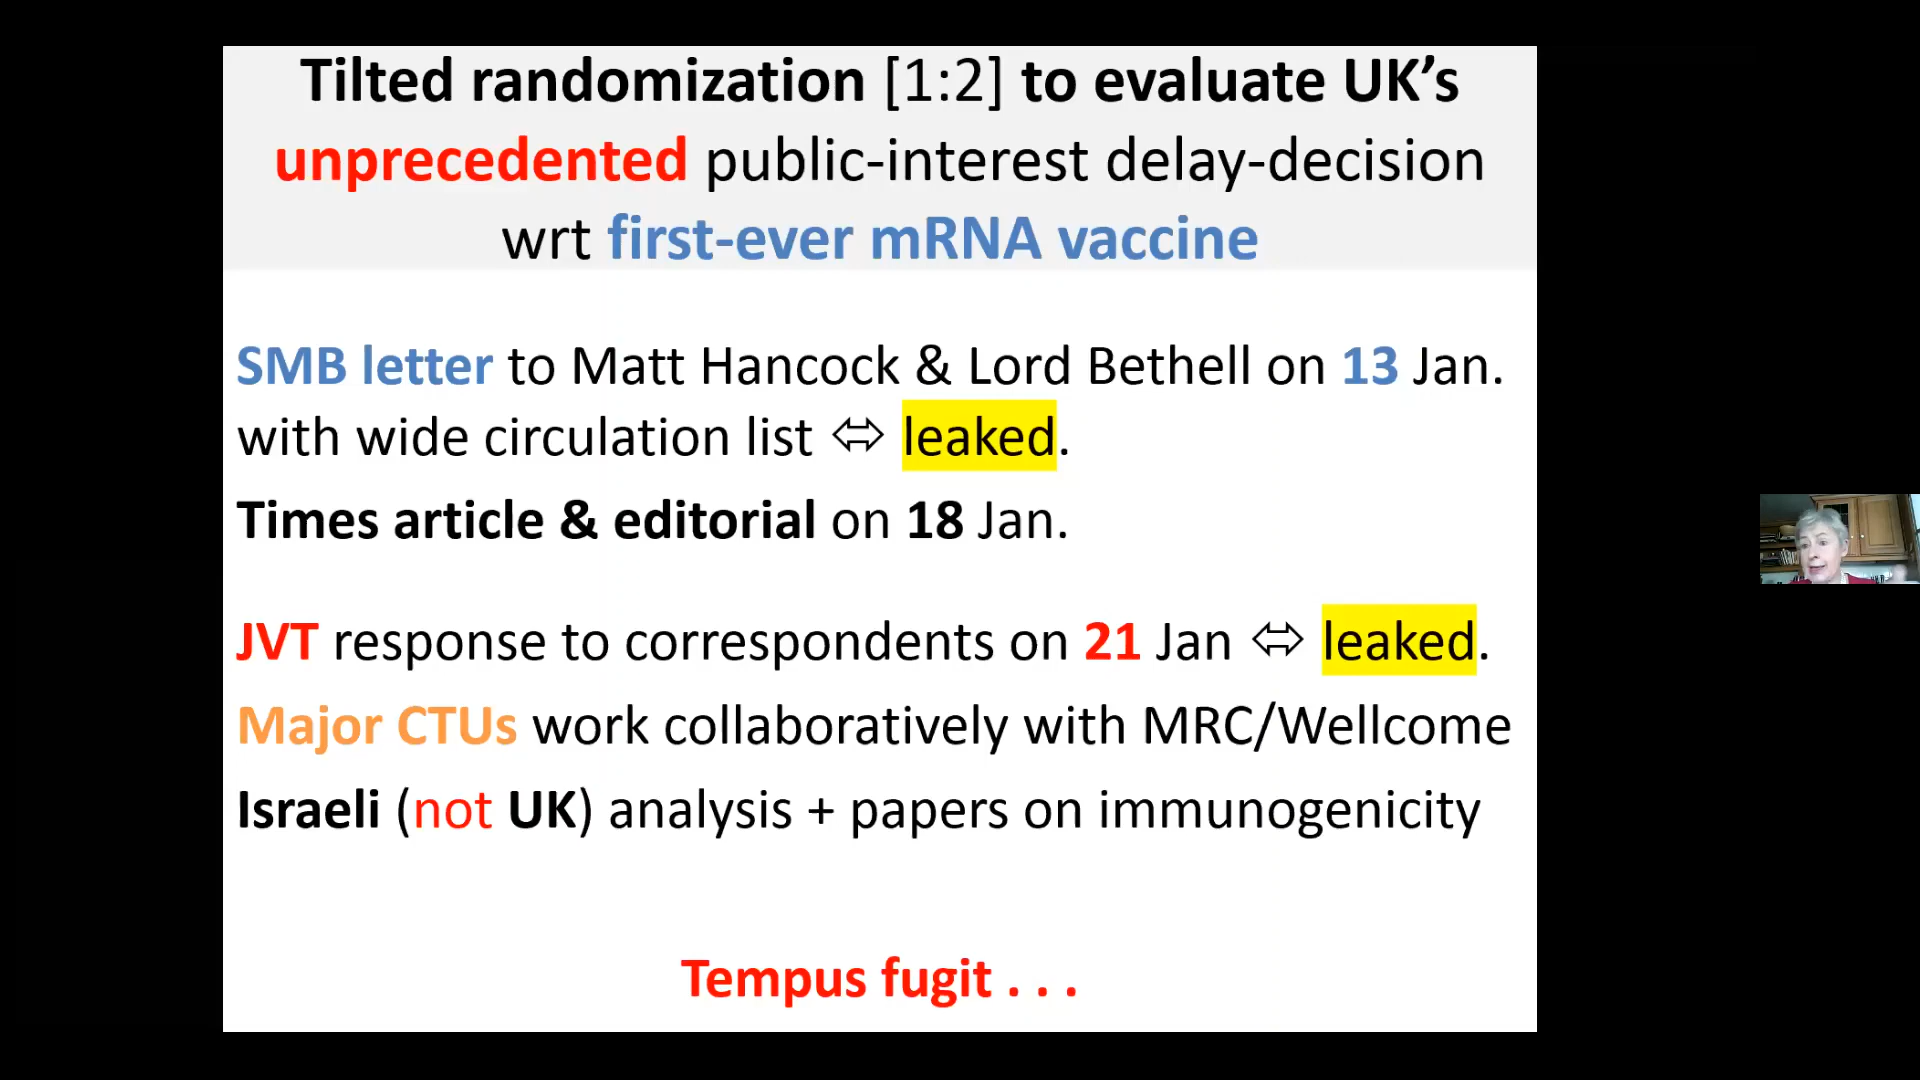 Tilted randomization [1:2] to evaluate UK’s
unprecedented public-interest delay-decision
wrt first-ever mRNA vaccine
SMB letter to Matt Hancock & Lord Bethell on 13 Jan.
with wide circulation list ⬄ leaked.
Times article & editorial on 18 Jan.
JVT response to correspondents on 21 Jan ⬄ leaked.
Major CTUs work collaboratively with MRC/Wellcome
Israeli (not UK) analysis + papers on immunogenicity
Tempus fugit . . .